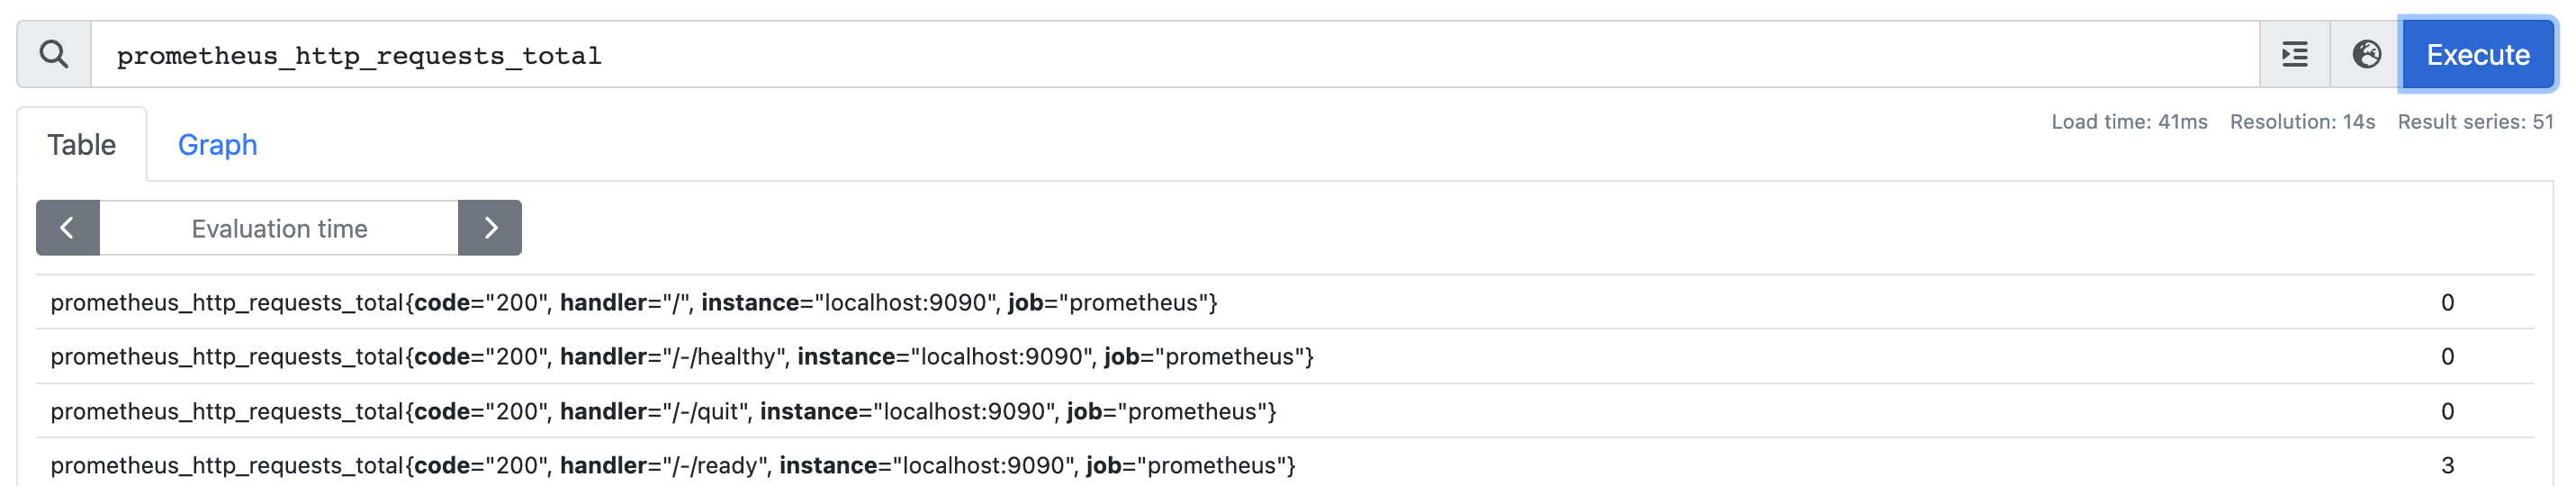 prometheus_http_requests_total
Execute
Table
Graph
Load time: 41ms Resolution: 14s Result series: 51
Evaluation time
prometheus_http_requests_total{code="200", handler="/", instance="localhost:9090", job="prometheus"} 0
prometheus_http_requests_total{code="200", handler="/-/healthy", instance="localhost:9090", job="prometheus"} 0
prometheus_http_requests_total{code="200", handler="/-/quit", instance="localhost:9090", job="prometheus"} 0
prometheus_http_requests_total{code="200", handler="/-/ready", instance="localhost:9090", job="prometheus"} 3